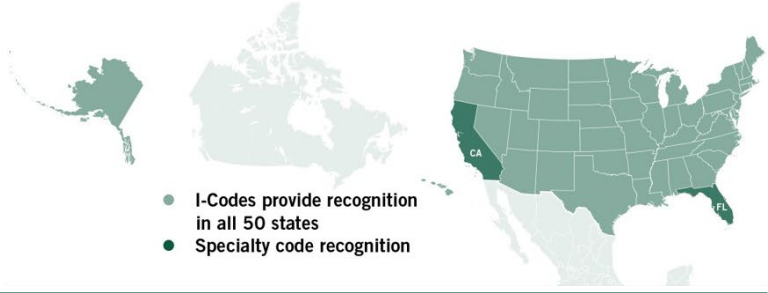 CA
FL
I-Codes provide recognition
in all 50 states
Specialty code recognition